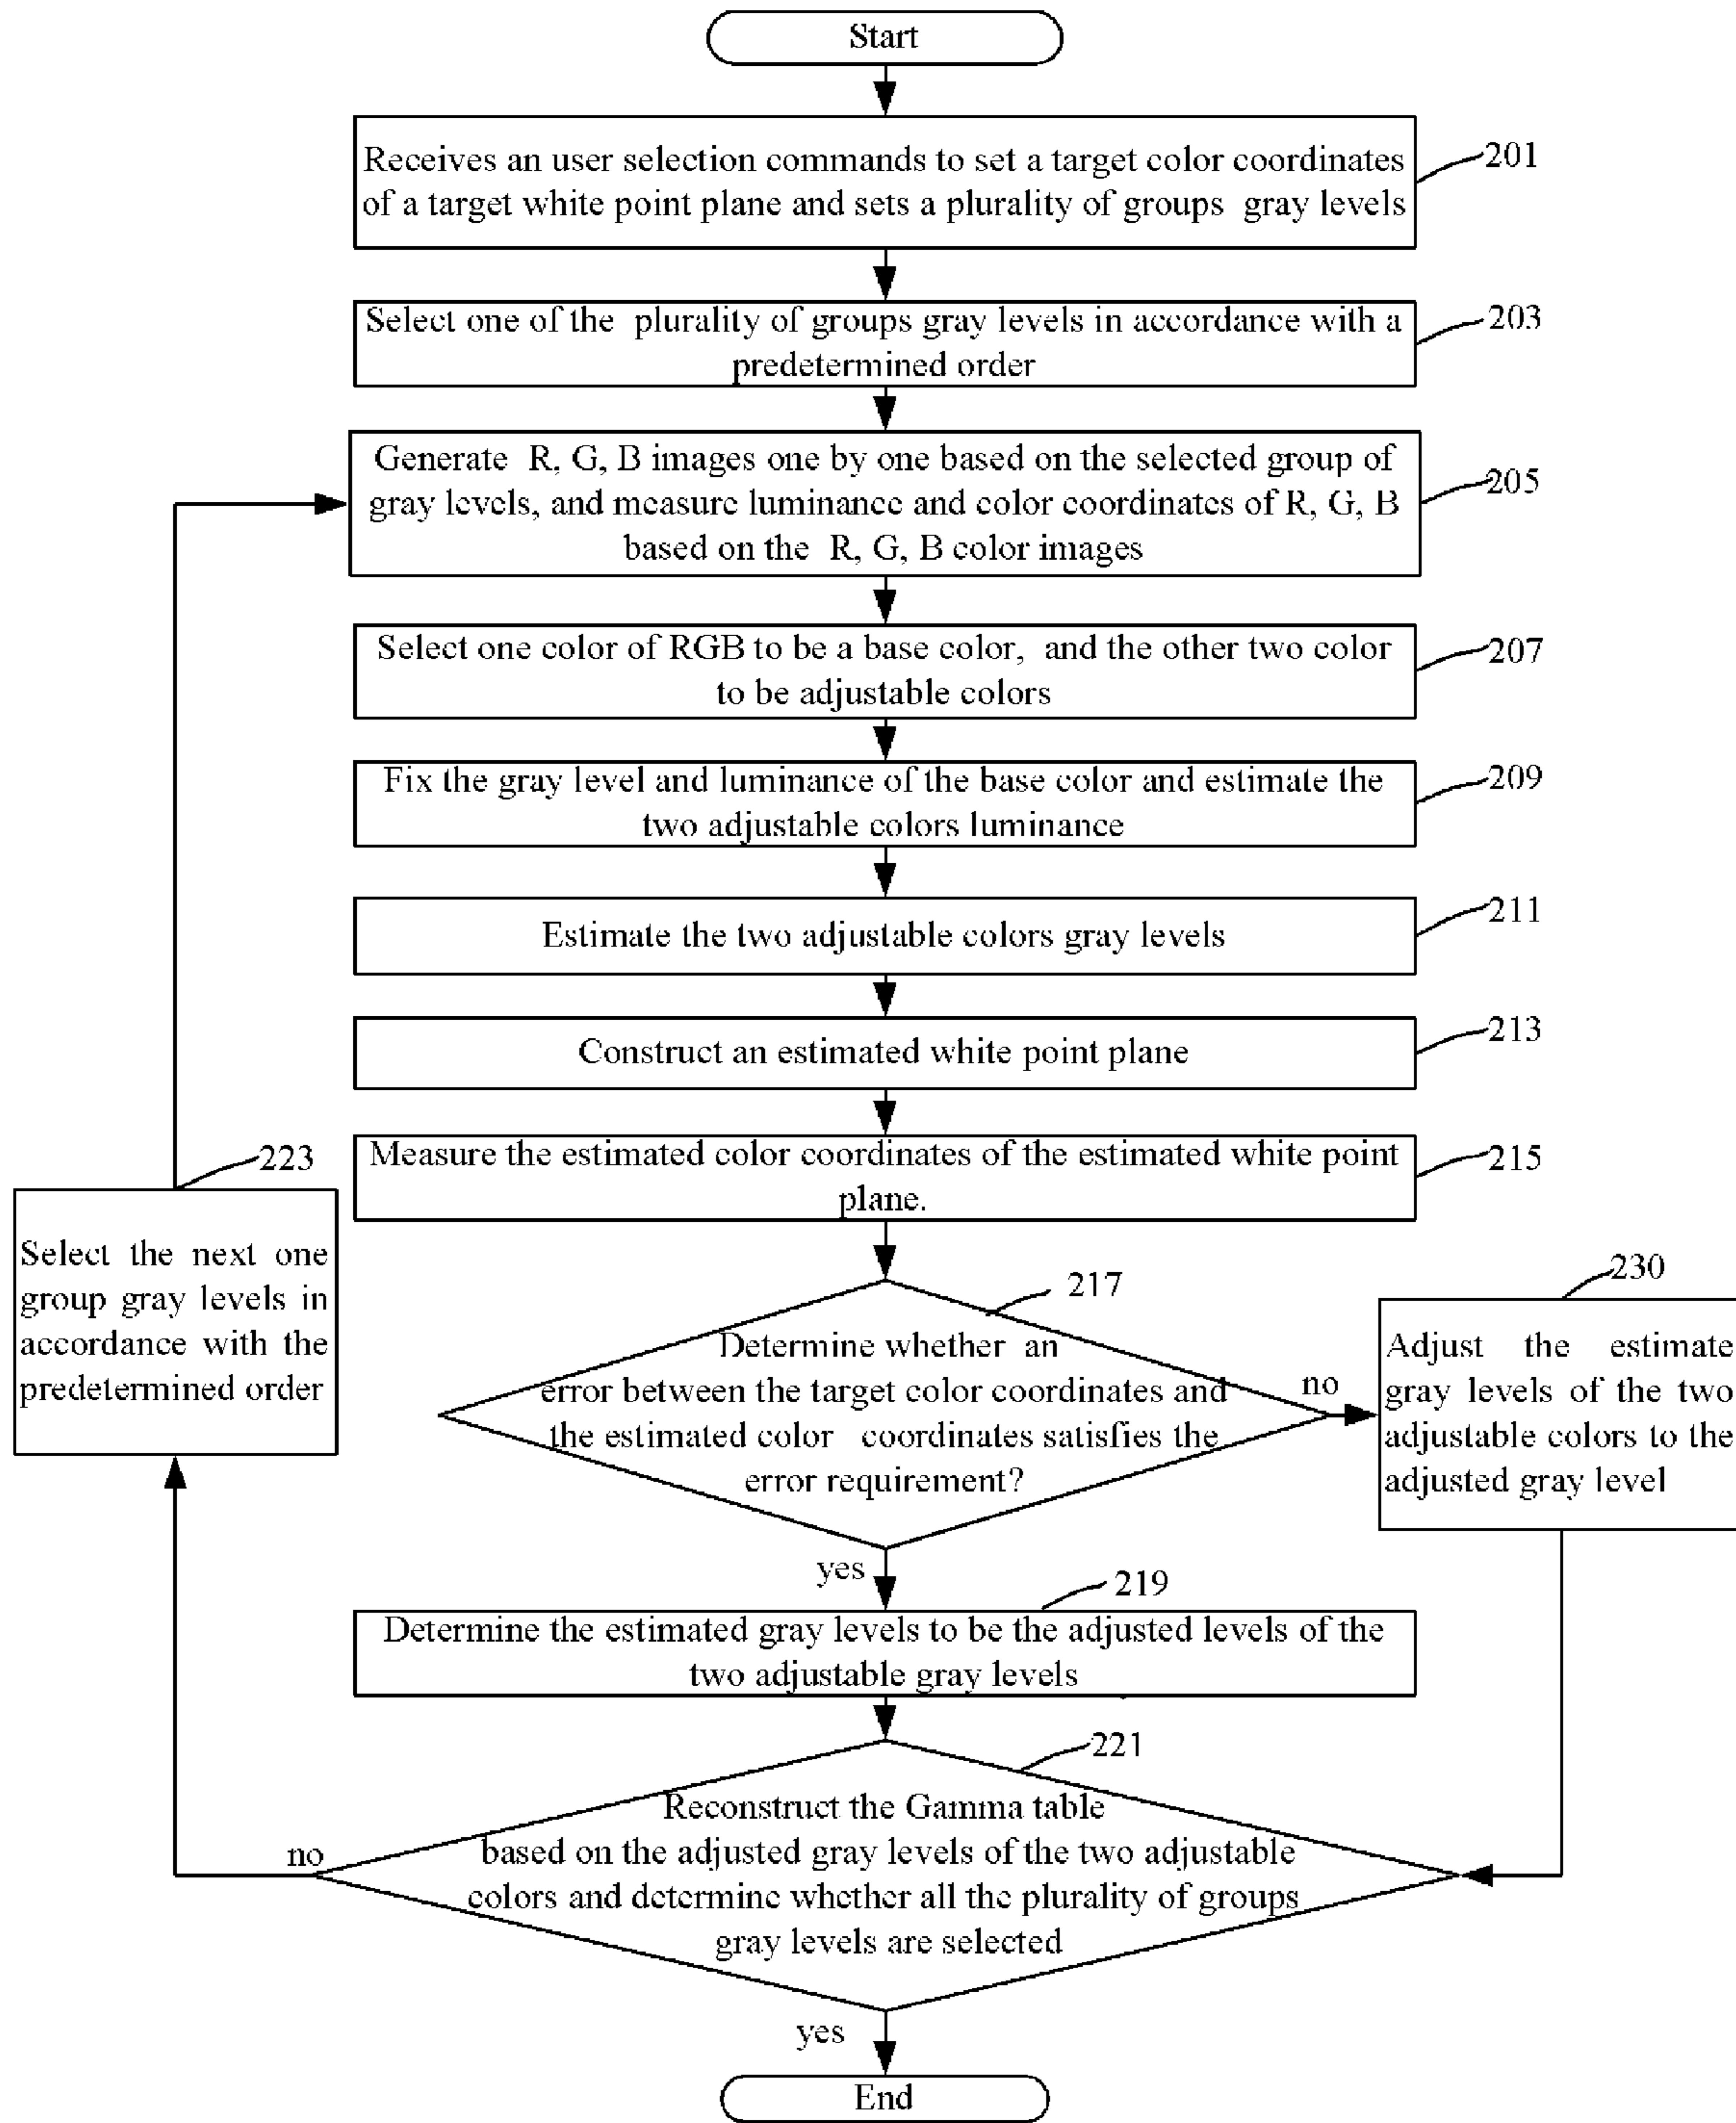 Start
Receives an user selection commands to set a target color coordinates
of a target white point plane and sets a plurality of groups gray levels
201
Select one of the plurality of groups gray levels in accordance with a
predetermined order
203
Generate R, G, B images one by one based on the selected group of
gray levels, and measure luminance and color coordinates of R, G, B
based on the R, G, B color images
205
Select one color of RGB to be a base color, and the other two color
to be adjustable colors
207
Fix the gray level and luminance of the base color and estimate the
two adjustable colors luminance
209
Estimate the two adjustable colors gray levels
211
Construct an estimated white point plane
213
Measure the estimated color coordinates of the estimated white point
plane.
215
223
Select the next one
group gray levels in
accordance with the
predetermined order
217
Determine whether an
error between the target color coordinates and
the estimated color coordinates satisfies the
error requirement?
no
230
Adjust the estimate
gray levels of the two
adjustable colors to the
adjusted gray level
yes
219
Determine the estimated gray levels to be the adjusted levels of the
two adjustable gray levels
221
Reconstruct the Gamma table
based on the adjusted gray levels of the two adjustable
colors and determine whether all the plurality of groups
gray levels are selected
no
yes
End